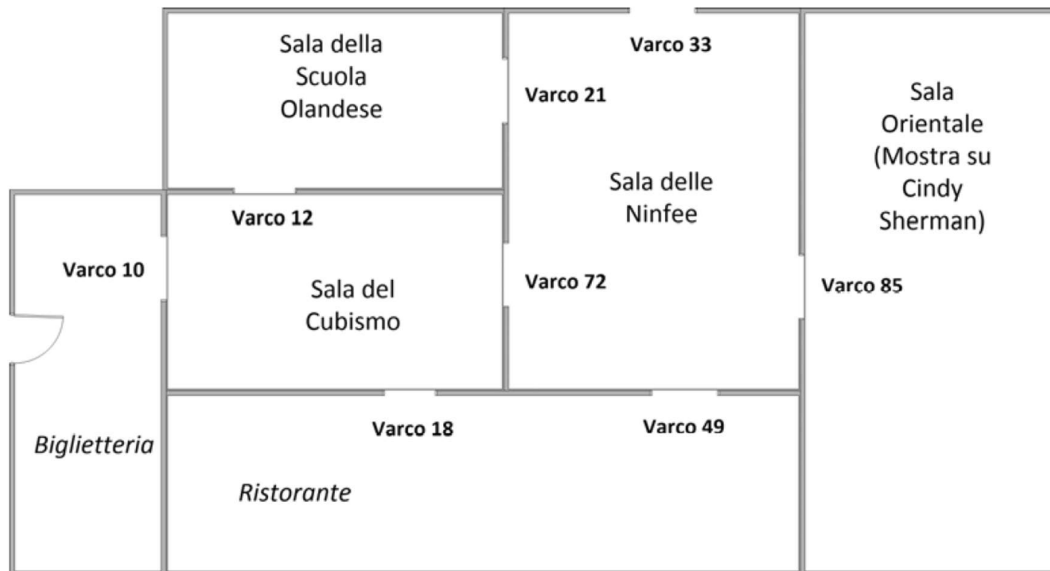 Sala della
Scuola
Olandese
Varco 33
Varco 21
Sala
Orientale
(Mostra su
Cindy
Sherman)
Sala delle
Ninfee
Varco 12
Varco 10
Sala del
Cubismo
Varco 72
Varco 85
Varco 18
Varco 49
Biglietteria
Ristorante